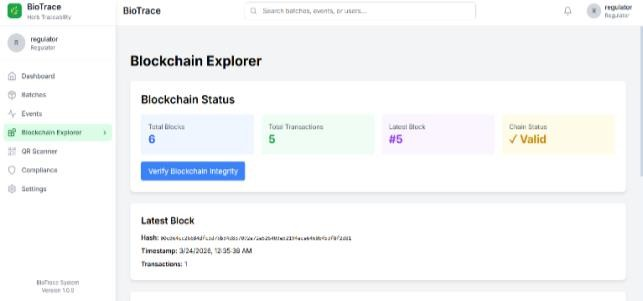 BioTrace
Herb Traceability
BioTrace
Search batches, events, or users...
R
regulator
Regulator
R
regulator
Regulator
Dashboard
Batches
Events
Blockchain Explorer
QR Scanner
Compliance
Settings
BioTrace System
Version 1.0.0
Blockchain Explorer
Blockchain Status
Total Blocks
6
Total Transactions
5
Latest Block
#5
Chain Status
✓ Valid
Verify Blockchain Integrity
Latest Block
Hash:
Timestamp: 3/24/2026, 12:35:38 AM
Transactions: 1